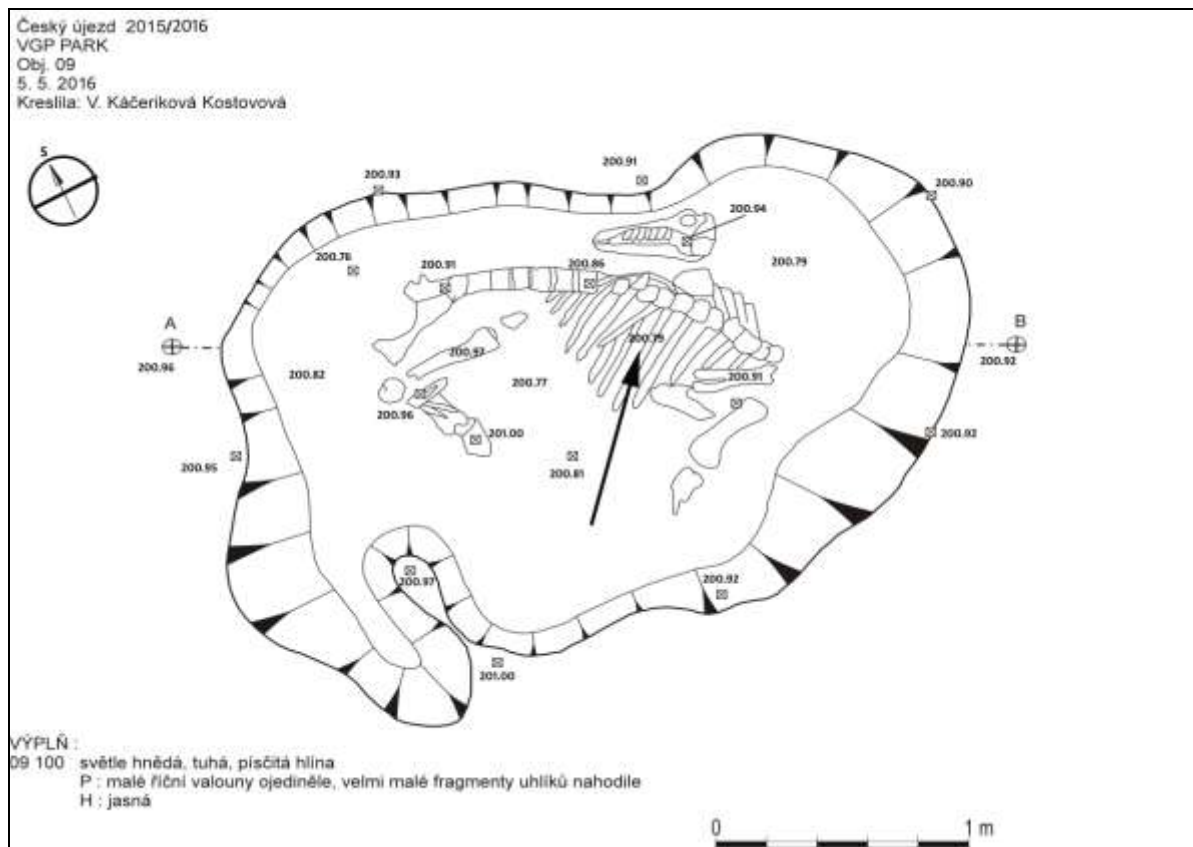 Český újezd 2015/2016
VGP PARK
Obj. 09
5. 5. 2016
Kreslila: V. Káčeriková Kostovová
S
200.93
200.91
200.90
200.94
200.78
200.91
200.86
200.79
A
B
200.96
200.97
200.75
200.92
200.82
200.77
200.91
200.96
201.00
200.92
200.95
200.81
200.97
200.92
201.00
VÝPLŇ :
09 100 světle hnědá, tuhá, písčitá hlína
P : malé říční valouny ojediněle, velmi malé fragmenty uhlíků nahodile
H : jasná
0 1 m